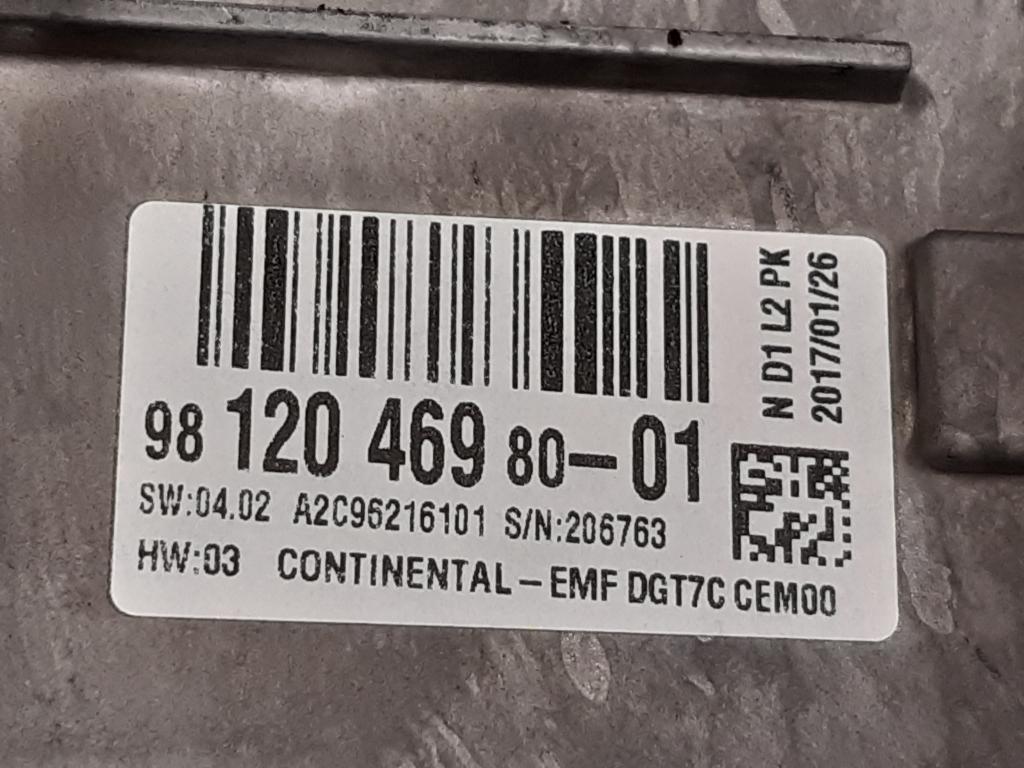 N D1 L2 PK
2017/01/26
98 120 469 80-01
SW:04.02 A2C96216101 S/N:206763
HW:03 CONTINENTAL-EMF DGT7C CEM00